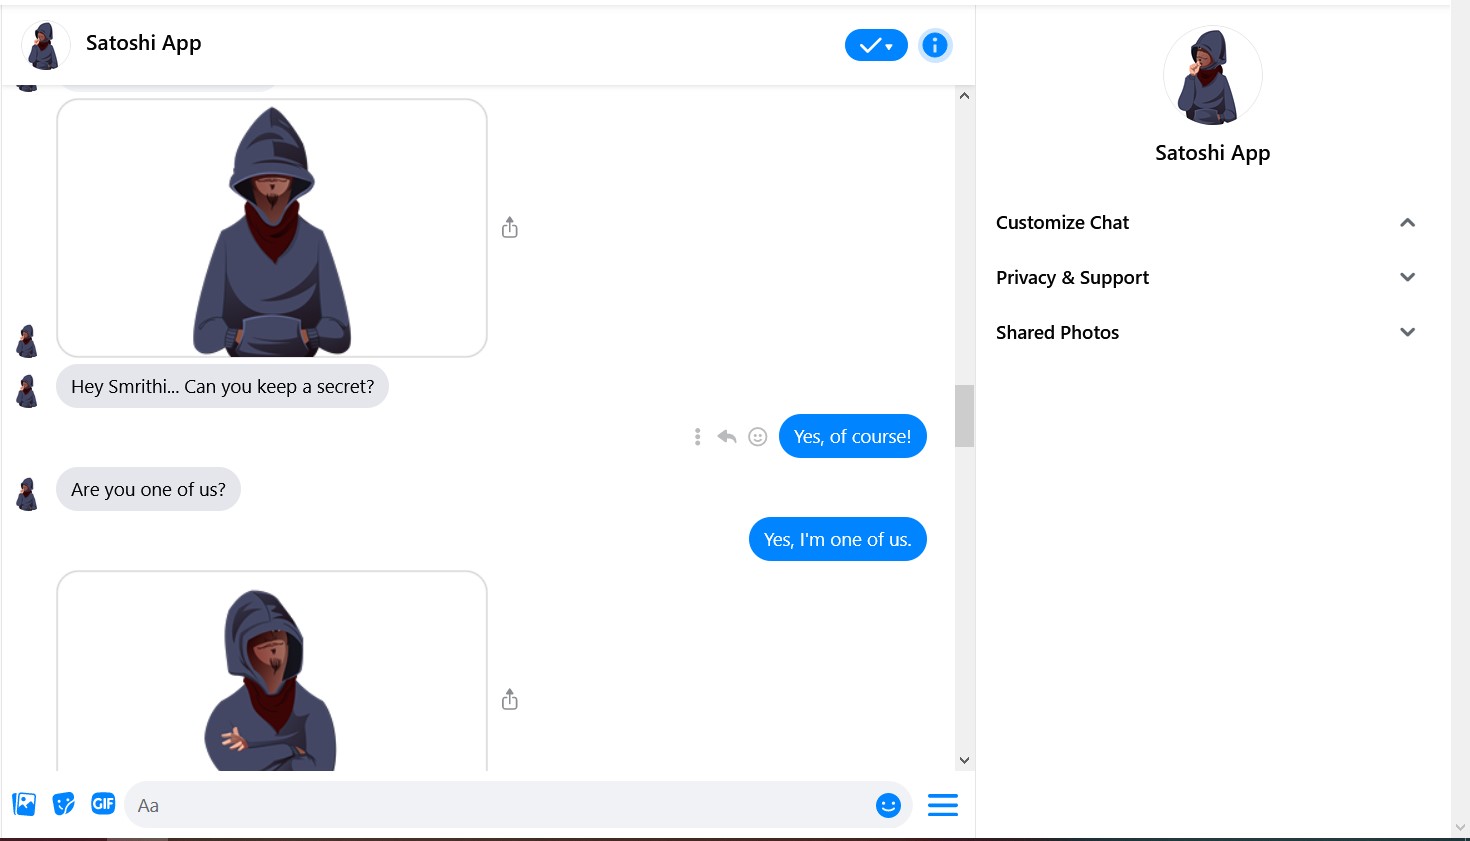 Satoshi App
Satoshi App
Customize Chat
Privacy & Support
Shared Photos
Hey Smrithi... Can you keep a secret?
Yes, of course!
Are you one of us?
Yes, I'm one of us.
GIF
Aa